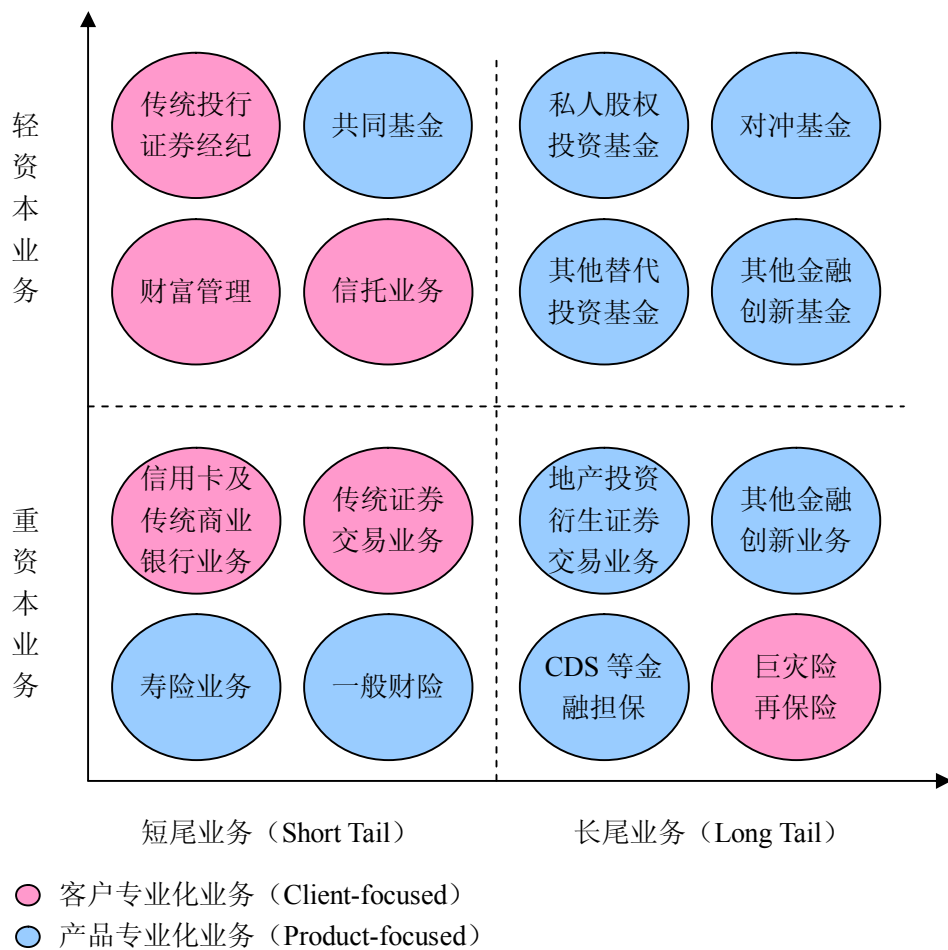 轻资本业务
传统投行
证券经纪
共同基金
私人股权
投资基金
对冲基金
财富管理
信托业务
其他替代
投资基金
其他金融
创新基金
重资本业务
信用卡及
传统商业
银行业务
传统证券
交易业务
地产投资
衍生证券
交易业务
其他金融
创新业务
寿险业务
一般财险
CDS 等金
融担保
巨灾险
再保险
短尾业务（Short Tail）
长尾业务（Long Tail）
客户专业化业务（Client-focused）
产品专业化业务（Product-focused）